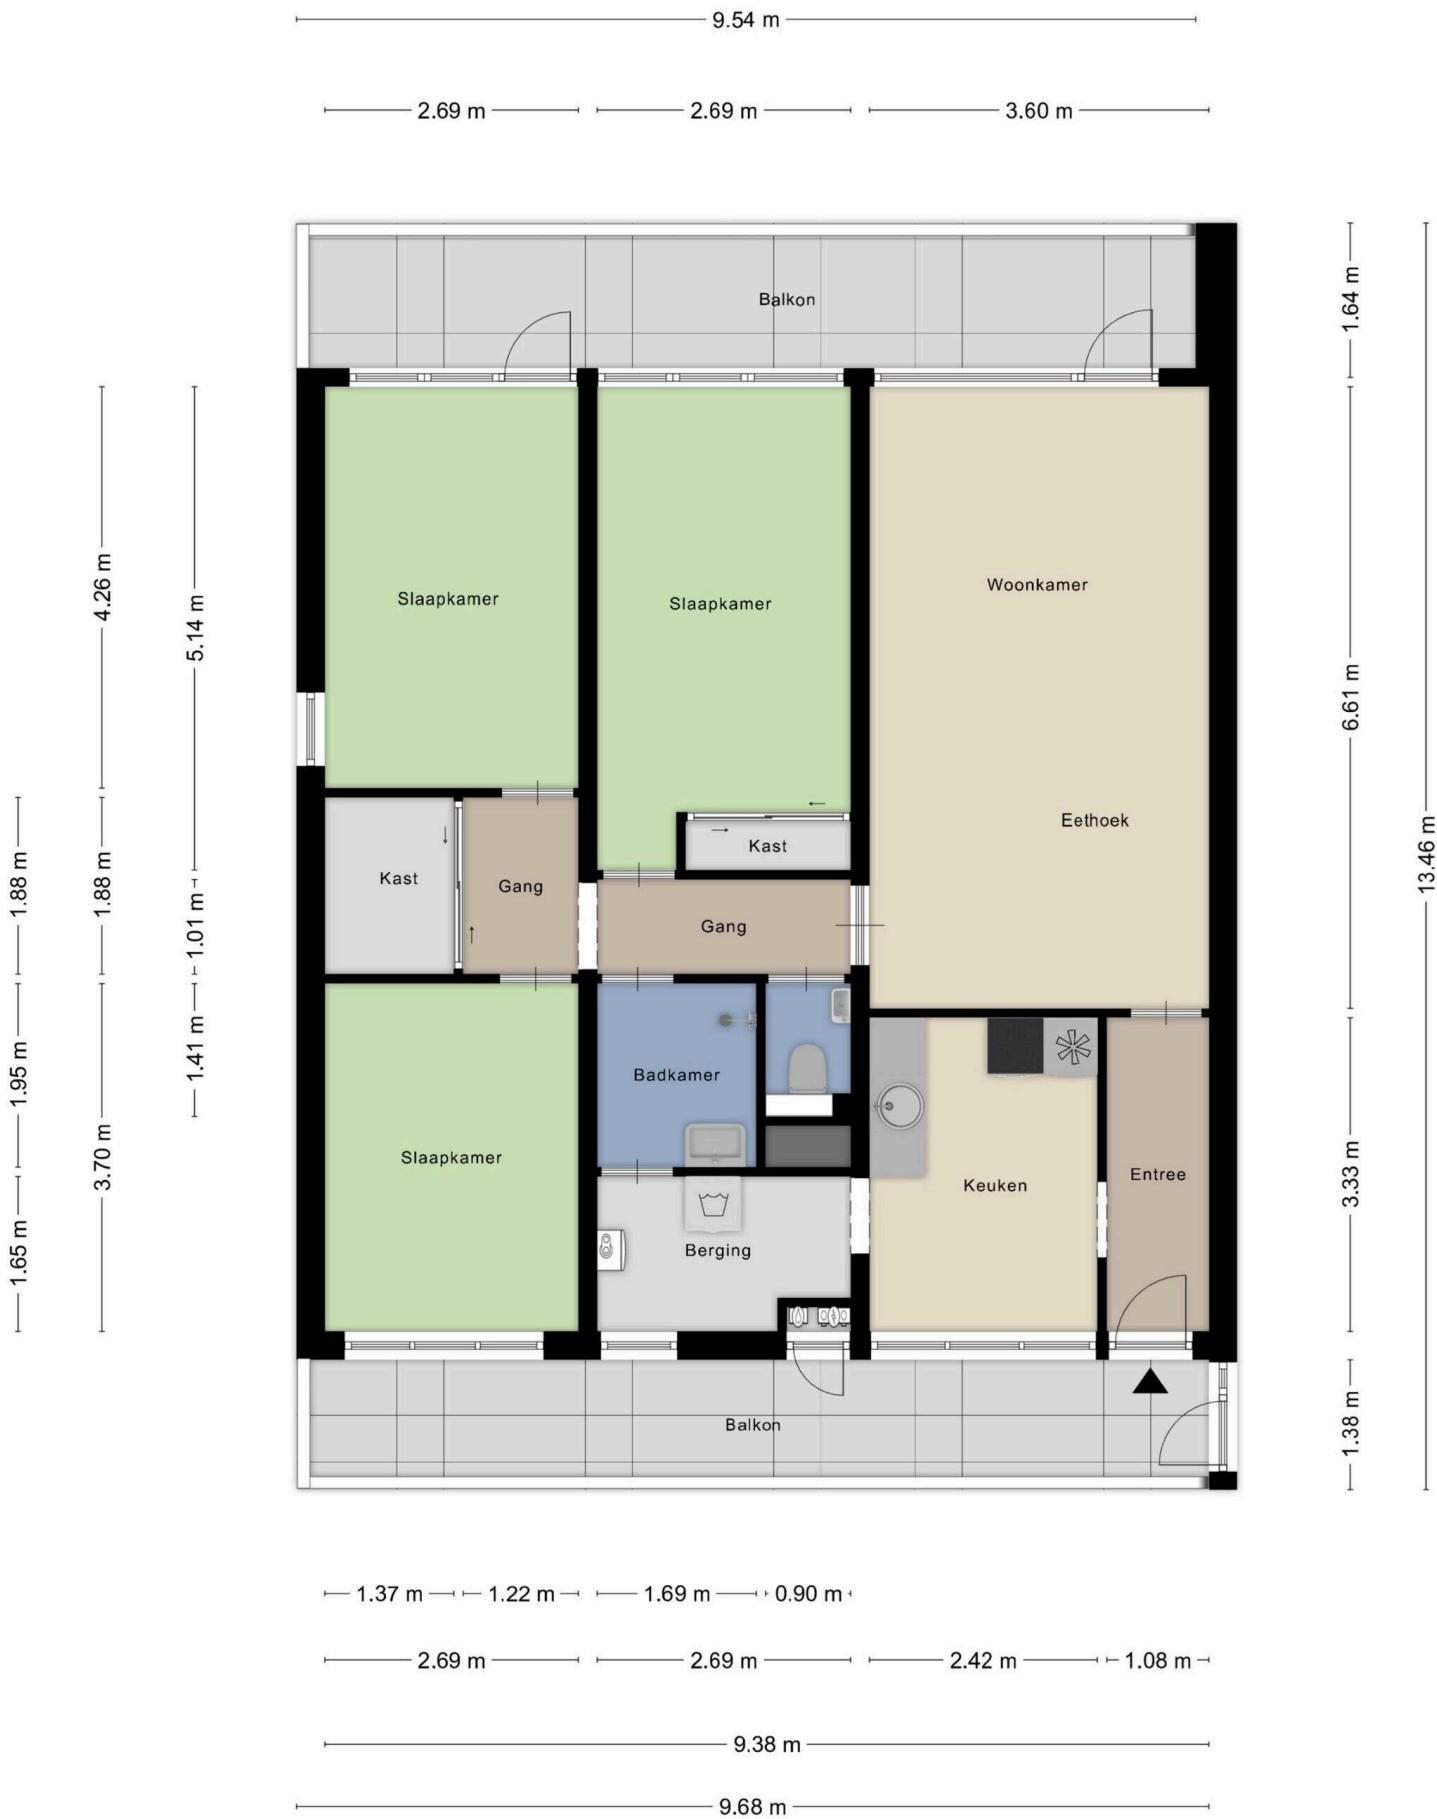 9.54 m
2.69 m
2.69 m
3.60 m
Balkon
1.64 m
4.26 m
5.14 m
Slaapkamer
Slaapkamer
Woonkamer
6.61 m
13.46 m
Eethoek
Kast
1.88 m
1.88 m
1.01 m
Kast
Gang
Gang
1.95 m
1.41 m
3.70 m
Slaapkamer
Badkamer
Keuken
Entree
3.33 m
1.65 m
Berging
Balkon
1.38 m
1.37 m
1.22 m
1.69 m
0.90 m
2.69 m
2.69 m
2.42 m
1.08 m
9.38 m
9.68 m